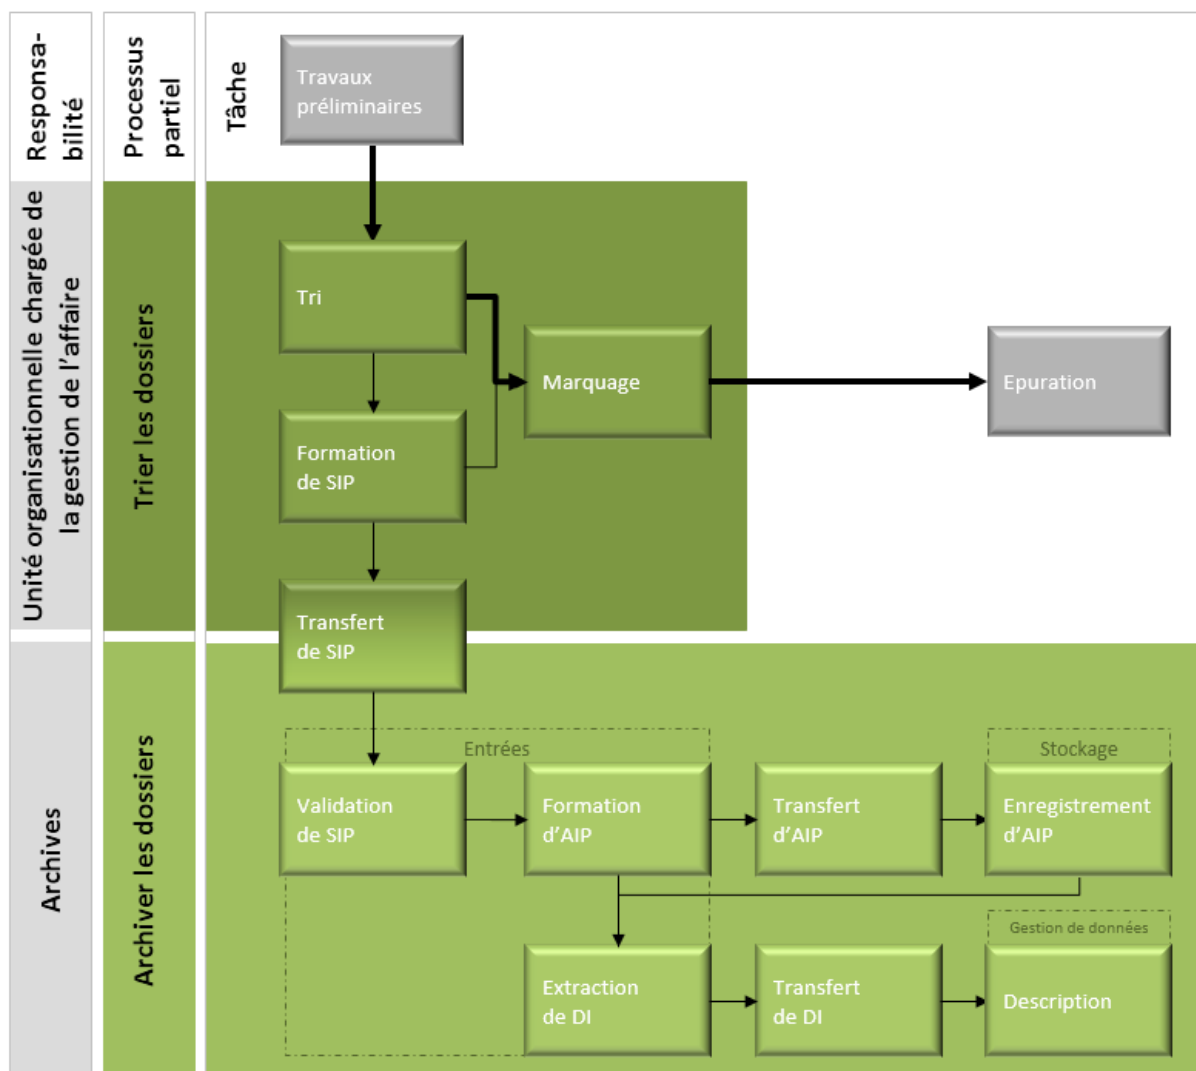 Responsa-
bilité
Processus
partiel
Tâche
Travaux
préliminaires
Unité organisationnelle chargée de
la gestion de l'affaire
Trier les dossiers
Tri
Marquage
Epuration
Formation
de SIP
Transfert
de SIP
Archives
Archiver les dossiers
Entrées
Stockage
Validation
de SIP
Formation
d'AIP
Transfert
d'AIP
Enregistrement
d'AIP
Gestion de données
Extraction
de DI
Transfert
de DI
Description